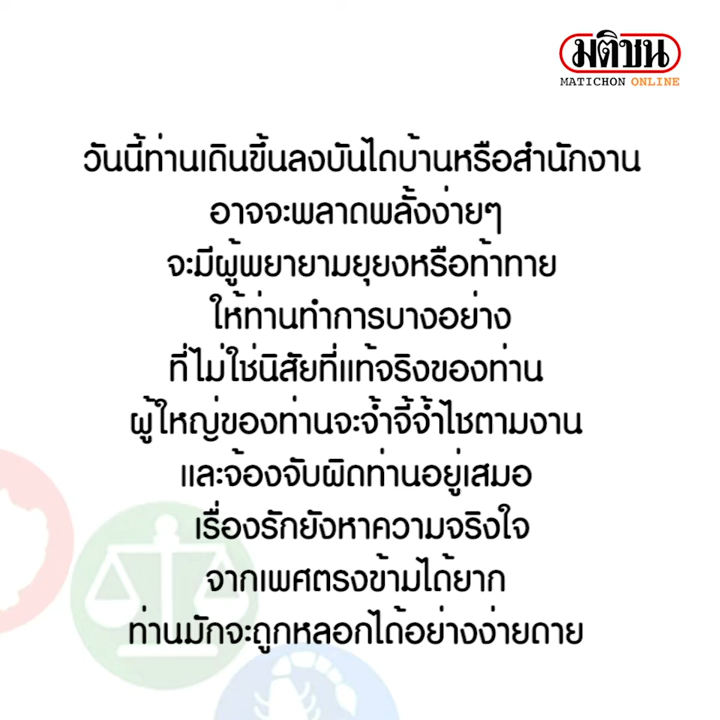 มติชน
MATICHON ONLINE
วันนี้ท่านเดินขึ้นลงบันไดบ้านหรือสำนักงาน
อาจจะพลาดพลั้งง่ายๆ
จะมีผู้พยายามยุยงหรือท้าทาย
ให้ท่านทำการบางอย่าง
ที่ไม่ใช่นิสัยที่แท้จริงของท่าน
ผู้ใหญ่ของท่านจะจ้ำจี้จ้ำไชตามงาน
และจ้องจับผิดท่านอยู่เสมอ
เรื่องรักยังหาความจริงใจ
จากเพศตรงข้ามได้ยาก
ท่านมักจะถูกหลอกได้อย่างง่ายดาย